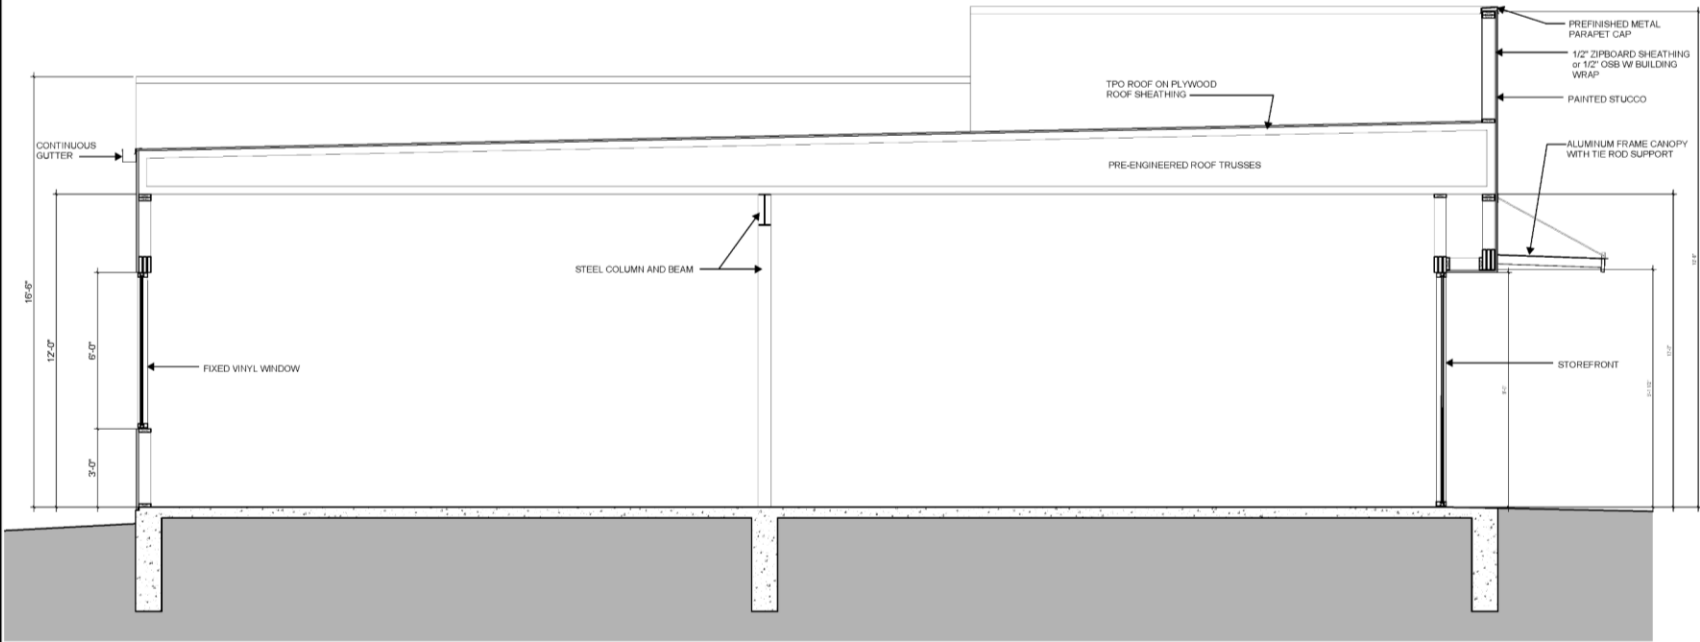 PREFINISHED METAL
PARAPET CAP
1/2" ZIPBOARD SHEATHING
or 1/2" OSB W/ BUILDING
WRAP
TPO ROOF ON PLYWOOD
ROOF SHEATHING
PAINTED STUCCO
CONTINUOUS
GUTTER
ALUMINUM FRAME CANOPY
WITH TIE ROD SUPPORT
PRE-ENGINEERED ROOF TRUSSES
STEEL COLUMN AND BEAM
16'-6"
12'-0"
6'-0"
FIXED VINYL WINDOW
STOREFRONT
3'-0"